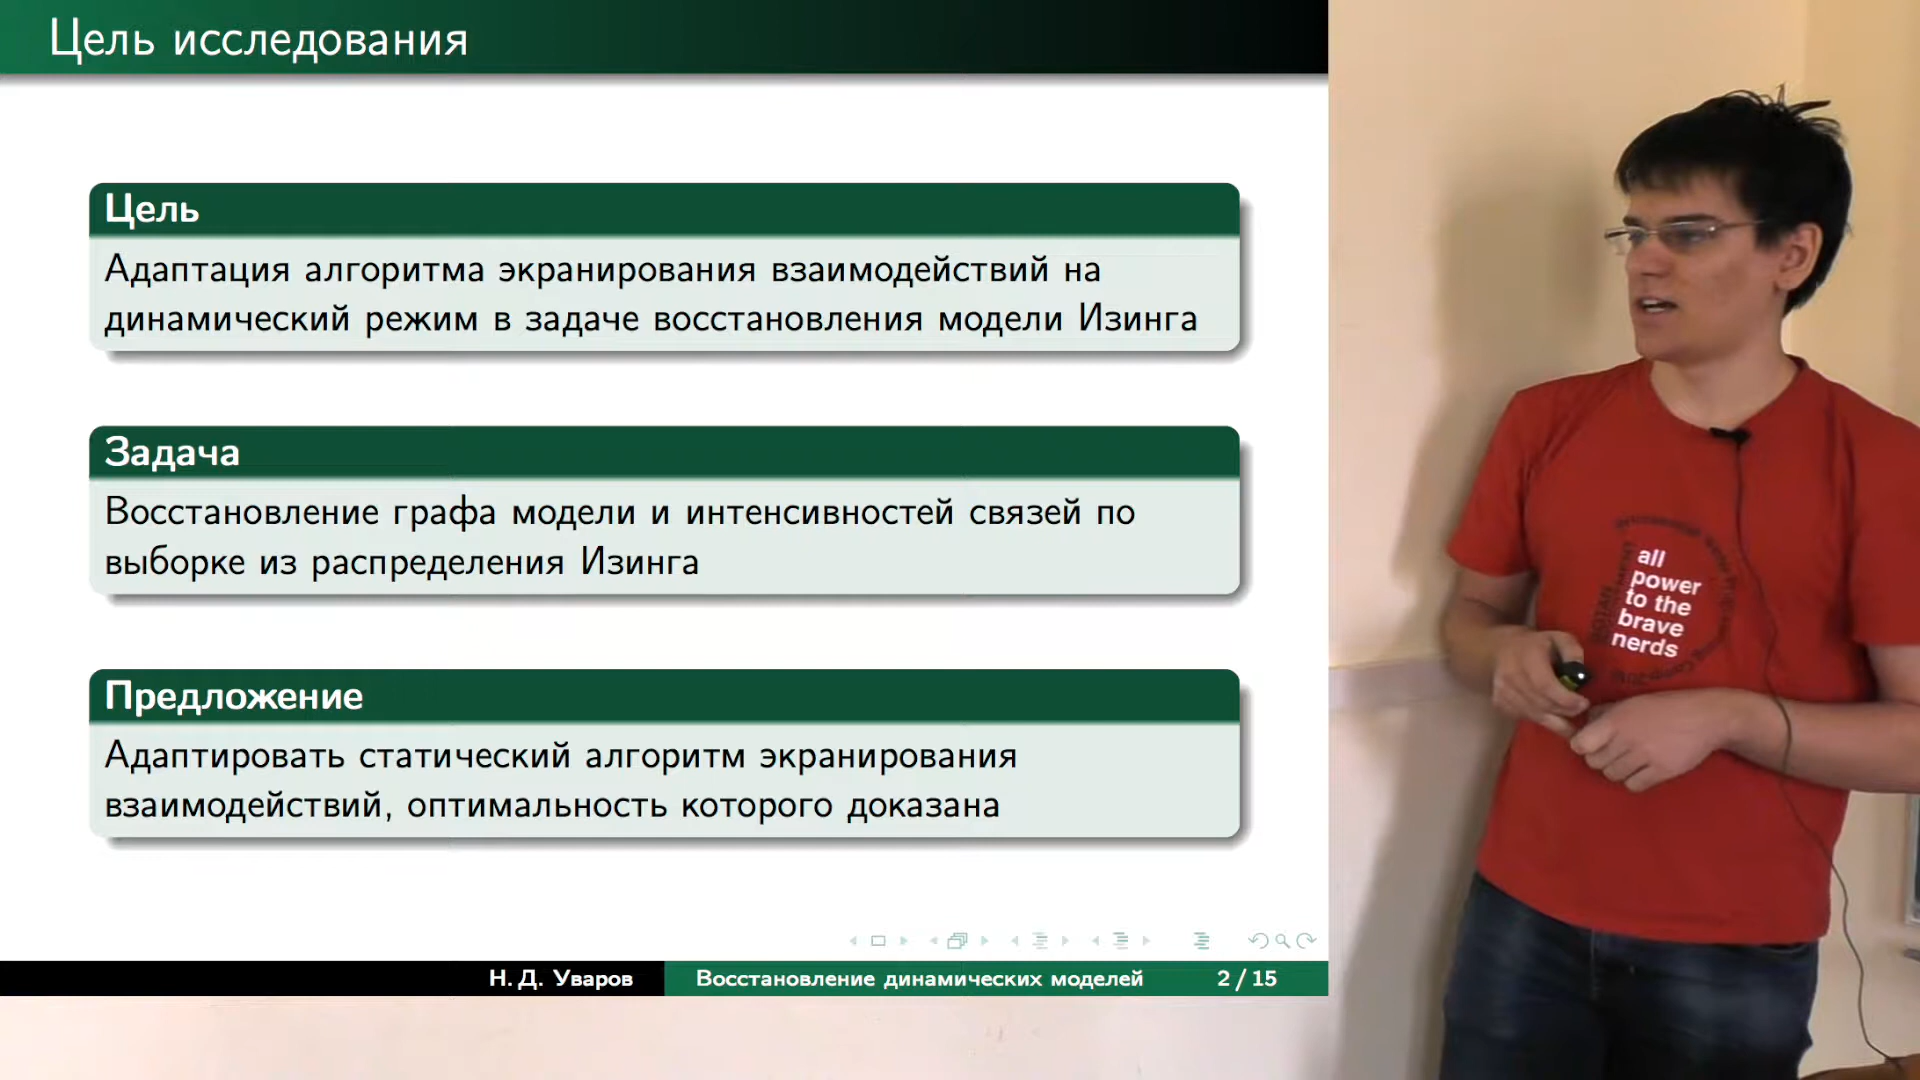 Цель исследования
Цель
Адаптация алгоритма экранирования взаимодействий на
динамический режим в задаче восстановления модели Изинга
Задача
Восстановление графа модели и интенсивностей связей по
выборке из распределения Изинга
Предложение
Адаптировать статический алгоритм экранирования
взаимодействий, оптимальность которого доказана
Н. Д. Уваров
Восстановление динамических моделей
2 / 15
all
power
to the
brave
nerds